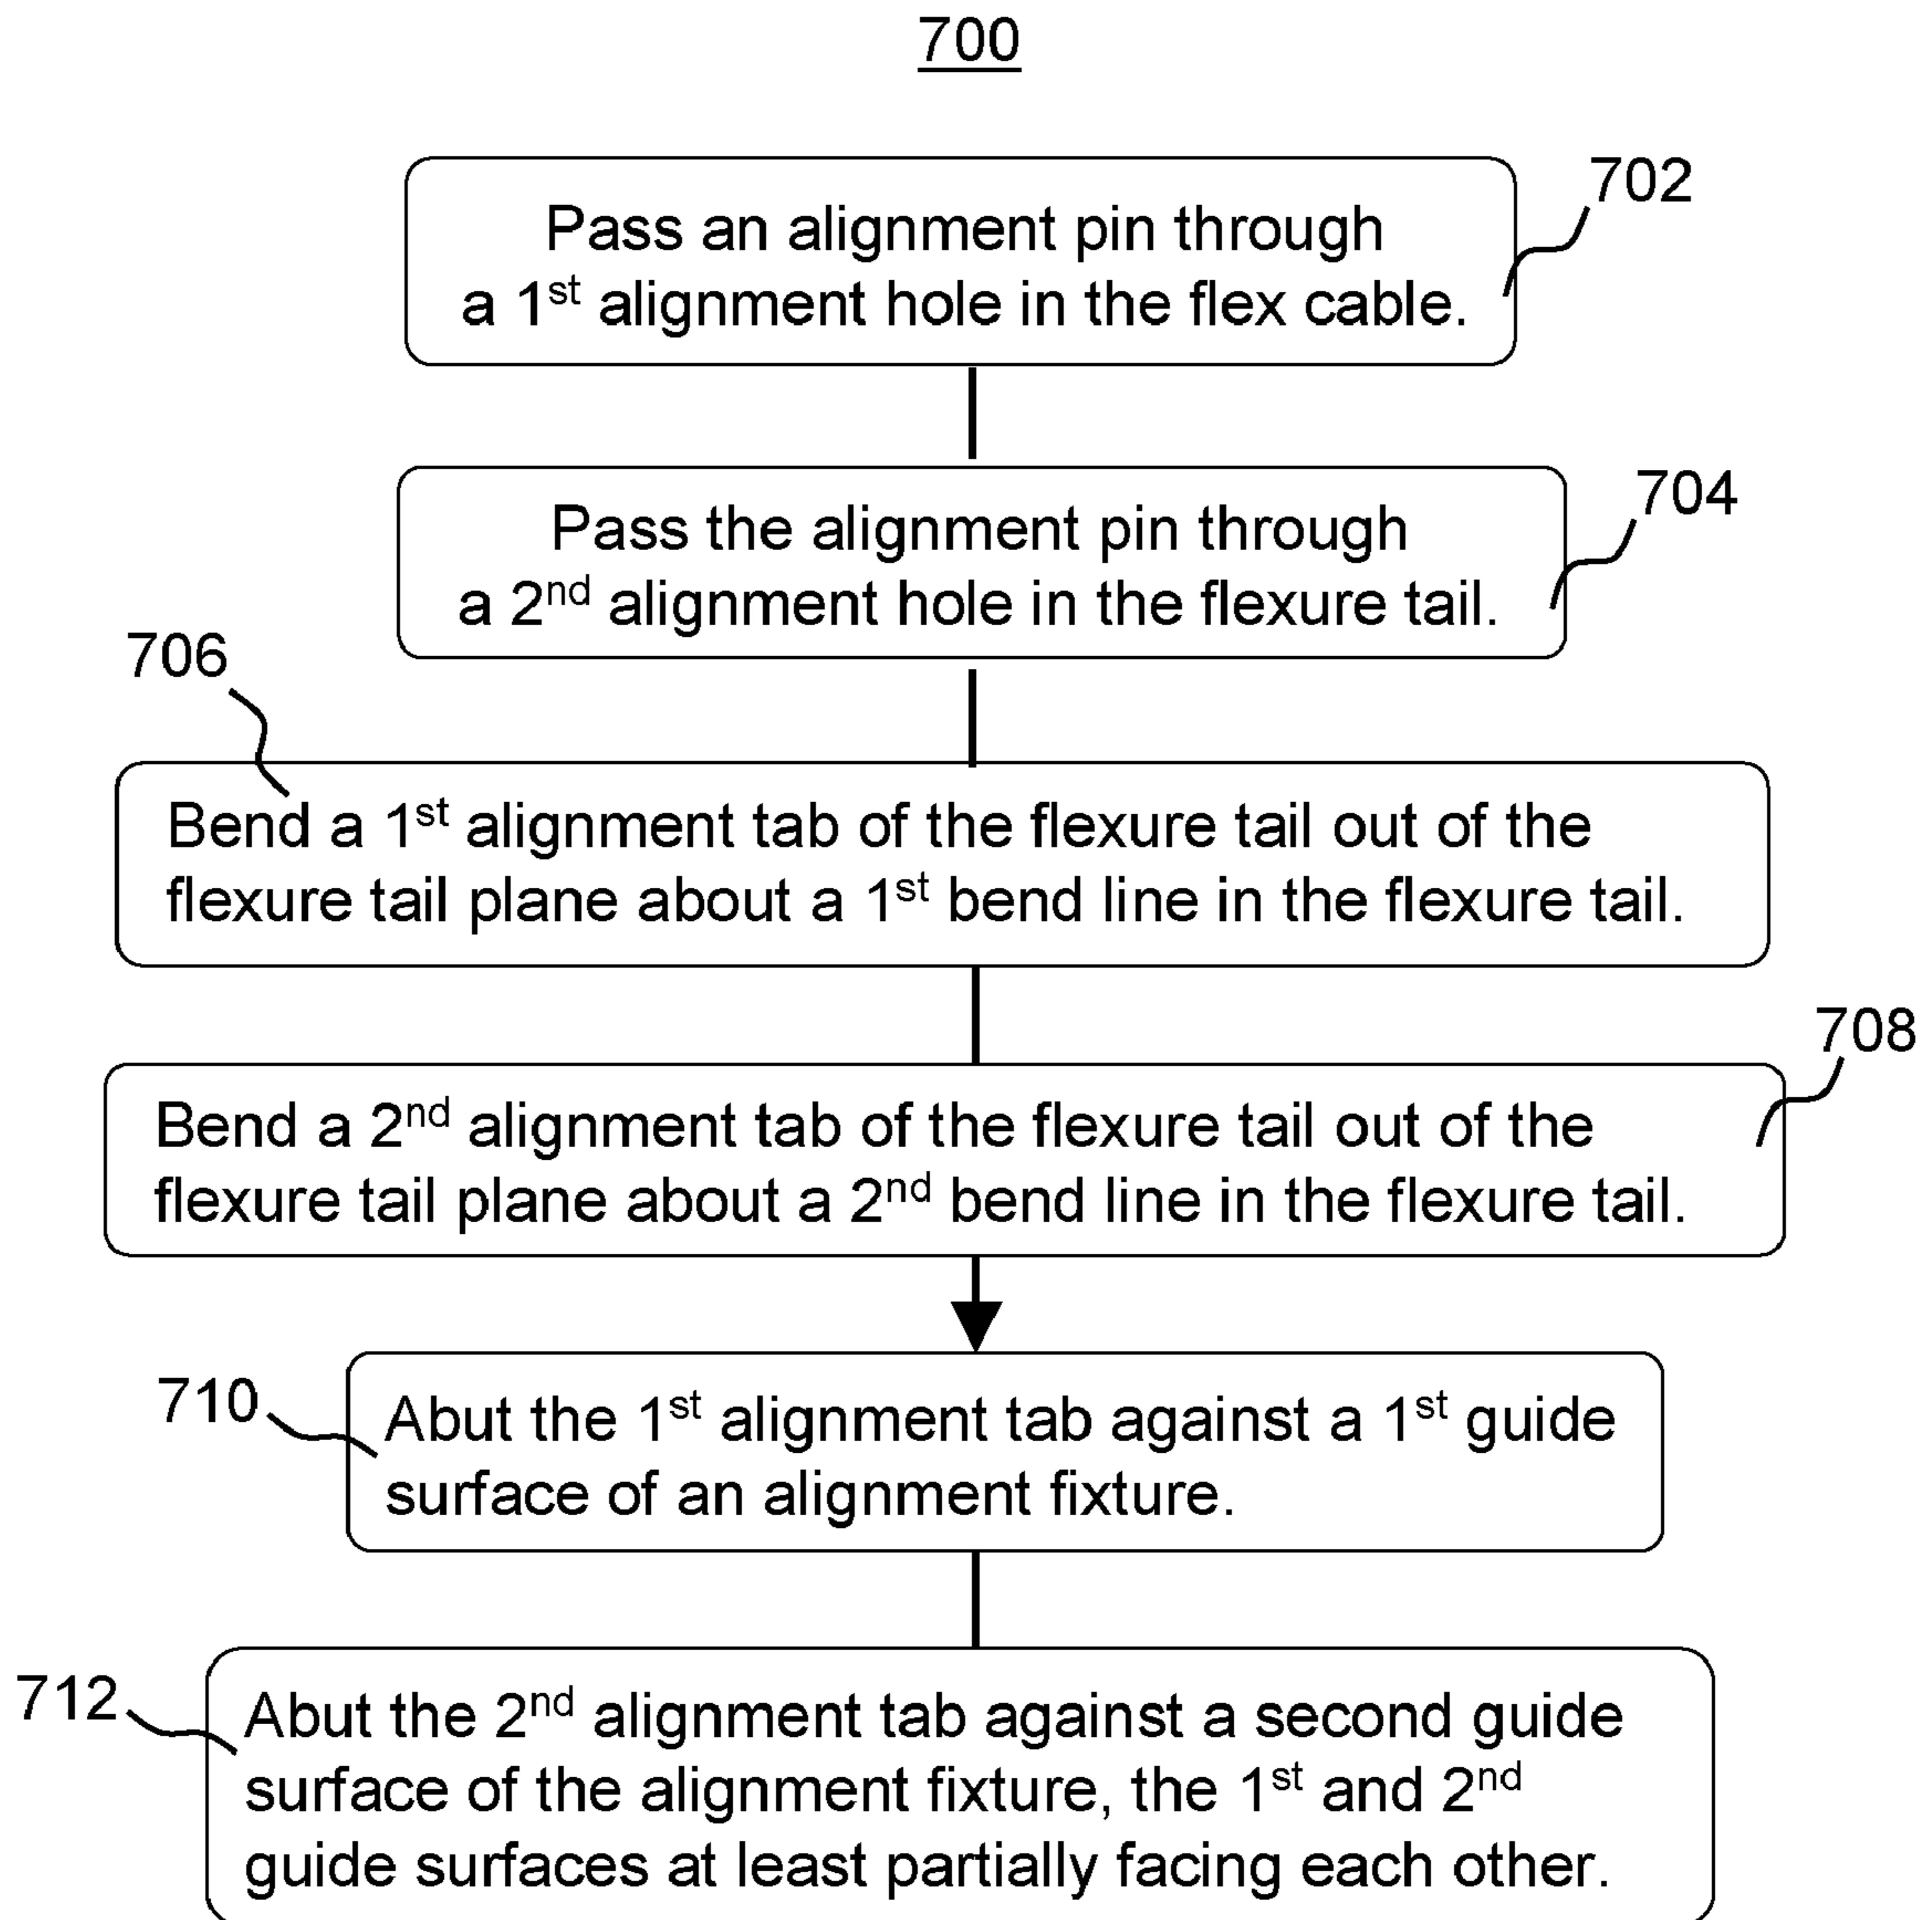 700
702
Pass an alignment pin through
a 1st alignment hole in the flex cable.
704
Pass the alignment pin through
a 2nd alignment hole in the flexure tail.
706
Bend a 1st alignment tab of the flexure tail out of the
flexure tail plane about a 1st bend line in the flexure tail.
708
Bend a 2nd alignment tab of the flexure tail out of the
flexure tail plane about a 2nd bend line in the flexure tail.
710
Abut the 1st alignment tab against a 1st guide
surface of an alignment fixture.
712
Abut the 2nd alignment tab against a second guide
surface of the alignment fixture, the 1st and 2nd
guide surfaces at least partially facing each other.